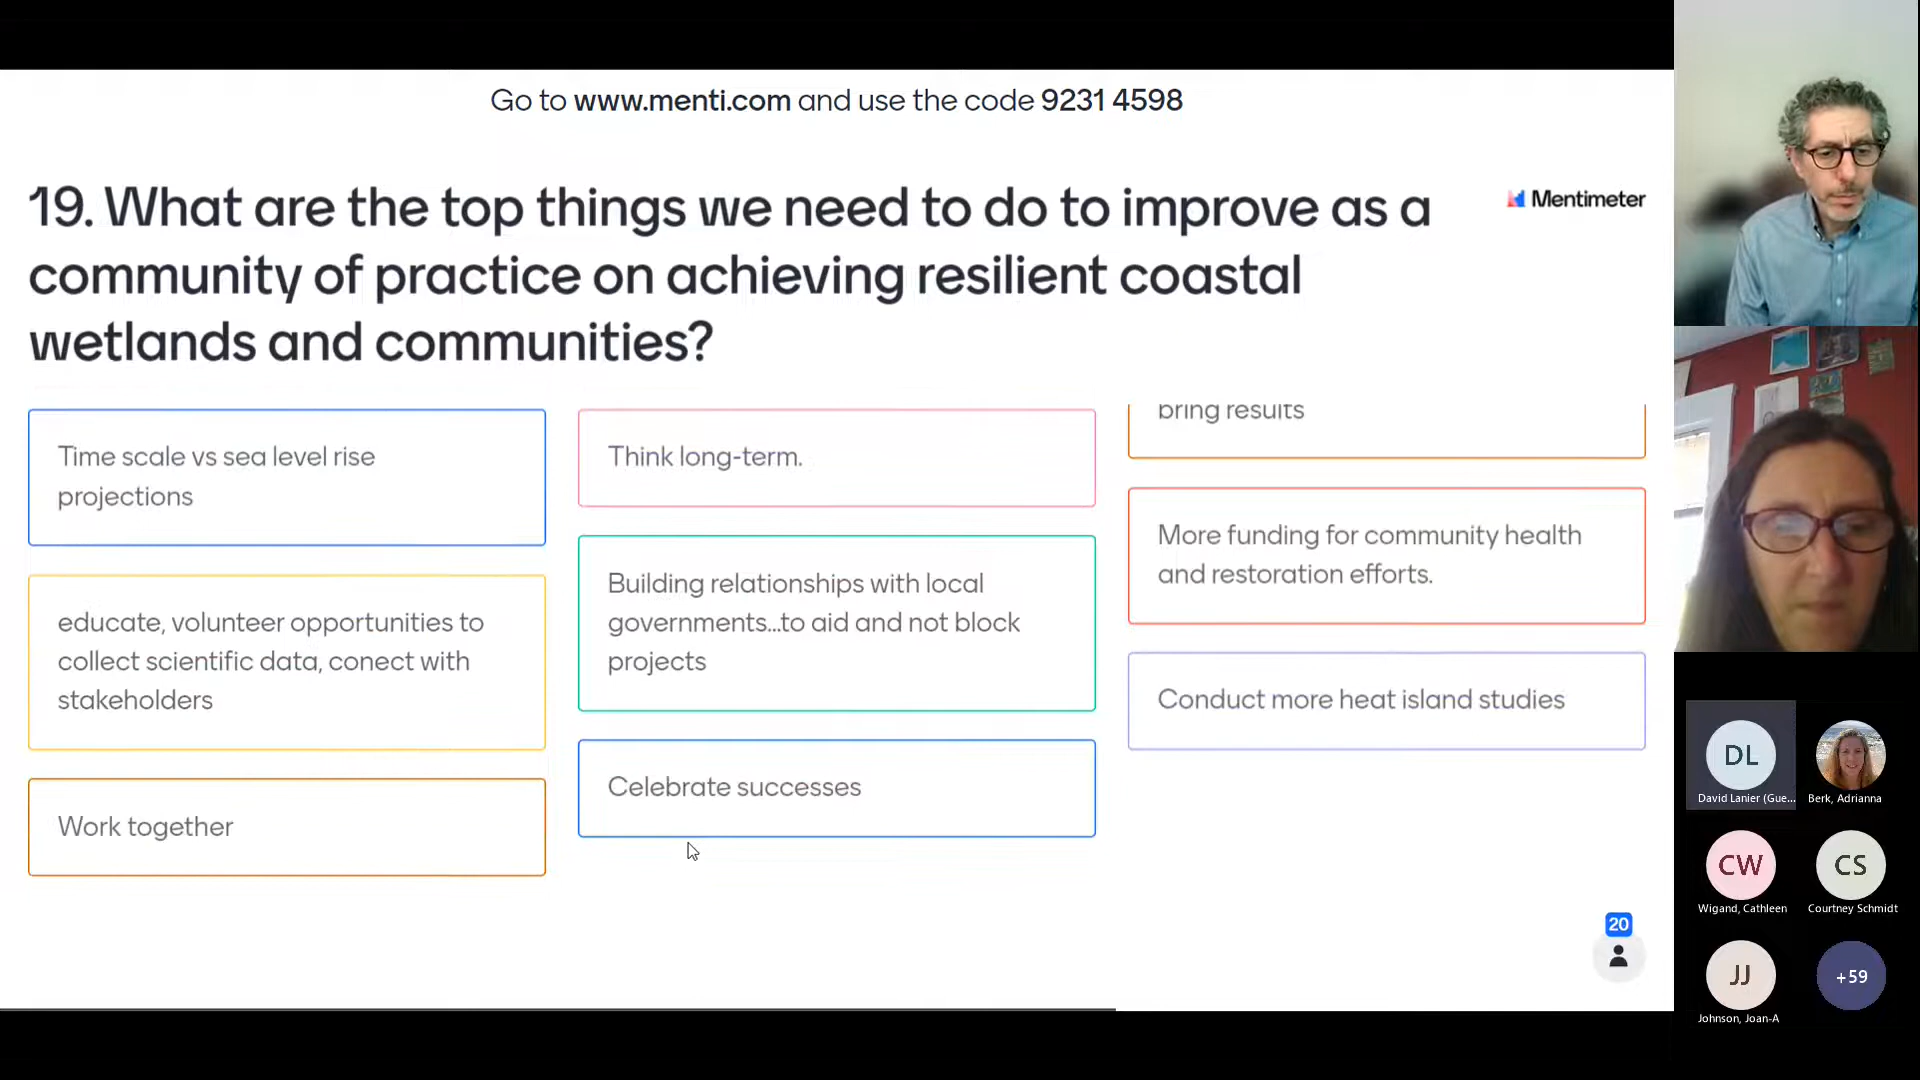 Go to www.menti.com and use the code 9231 4598
19. What are the top things we need to do to improve as a
community of practice on achieving resilient coastal
wetlands and communities?
Mentimeter
Time scale vs sea level rise
projections
educate, volunteer opportunities to
collect scientific data, conect with
stakeholders
Work together
Think long-term.
Building relationships with local
governments...to aid and not block
projects
Celebrate successes
bring results
More funding for community health
and restoration efforts.
Conduct more heat island studies
20
DL
David Lanier (Gue...
Berk, Adrianna
CW
Wigand, Cathleen
CS
Courtney Schmidt
JJ
Johnson, Joan-A
+59